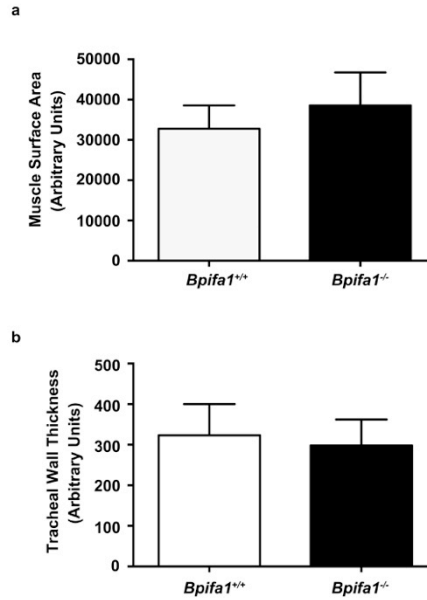 a
Muscle Surface Area
(Arbitrary Units)
50000
40000
30000
20000
10000
0
Bpifa1+/+
Bpifa1-/-
b
Tracheal Wall Thickness
(Arbitrary Units)
500
400
300
200
100
0
Bpifa1+/+
Bpifa1-/-